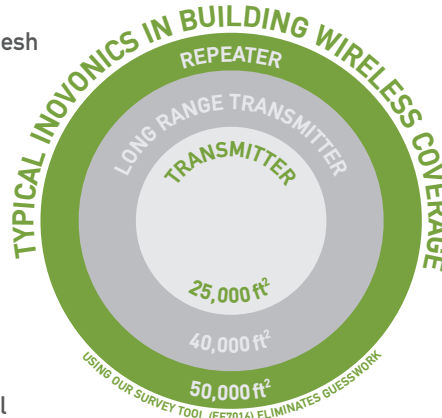 esh
TYPICAL INOVONICS IN BUILDING WIRELESS COVERAGE
REPEATER
LONG RANGE TRANSMITTER
TRANSMITTER
25,000 ft²
40,000 ft²
50,000 ft²
USING OUR SURVEY TOOL (EE7016) ELIMINATES GUESSWORK
l